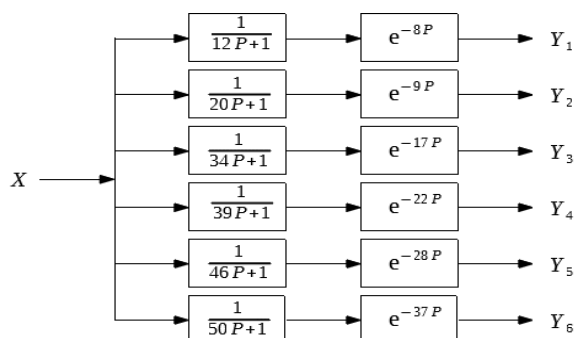 1/(12P+1) e^{-8P} Y₁
1/(20P+1) e^{-9P} Y₂
1/(34P+1) e^{-17P} Y₃
X
1/(39P+1) e^{-22P} Y₄
1/(46P+1) e^{-28P} Y₅
1/(50P+1) e^{-37P} Y₆